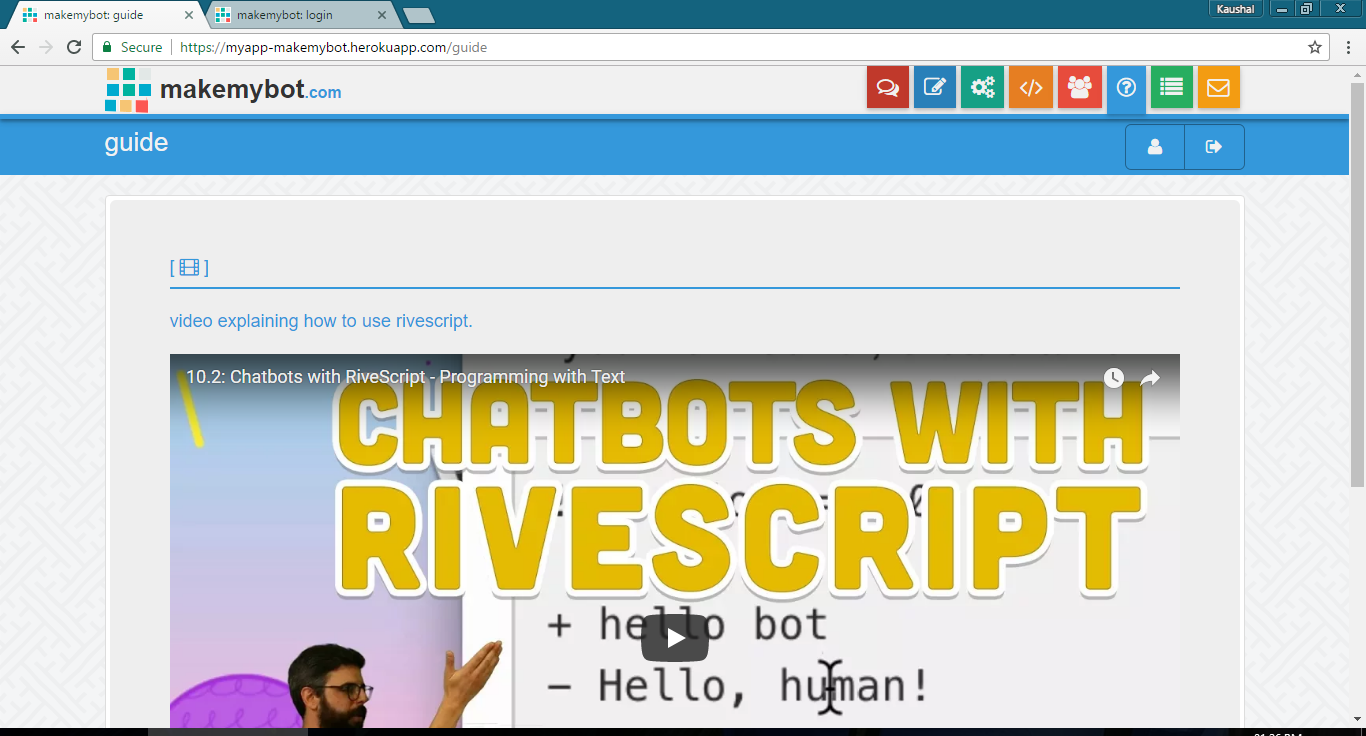 makemybot: guide
makemybot: login
Kaushal
Secure
https://myapp-makemybot.herokuapp.com/guide
makemybot.com
guide
[ ]
video explaining how to use rivescript.
10.2: Chatbots with RiveScript - Programming with Text
CHATBOTS WITH
RIVESCRIPT
+ hello bot
- Hello, human!